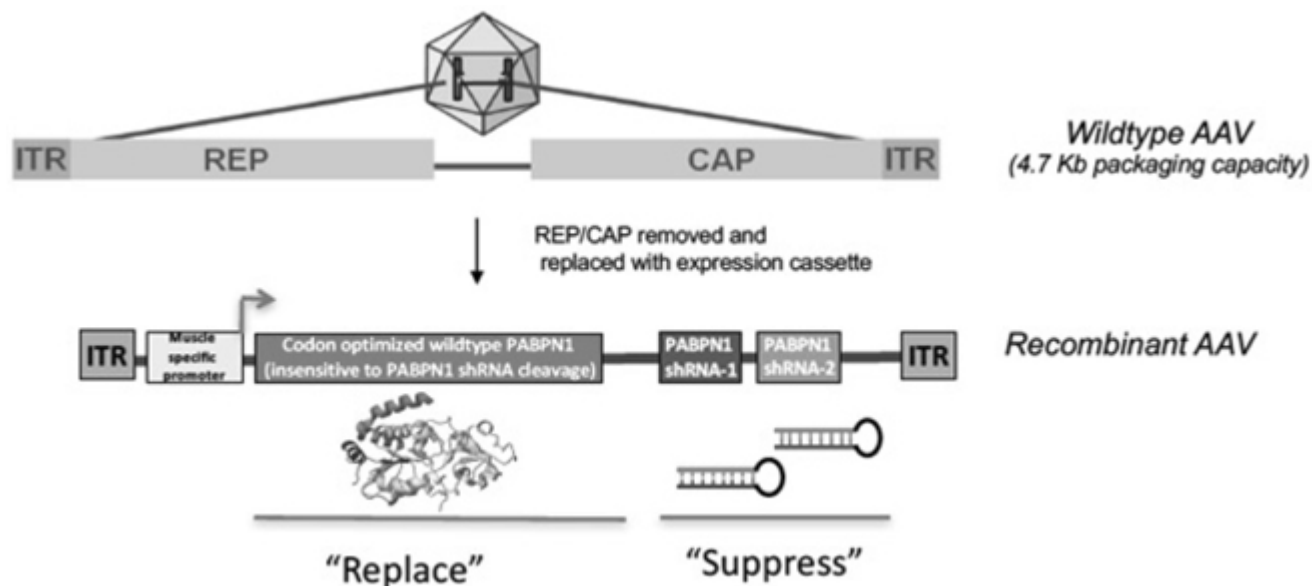 ITR REP CAP ITR
Wildtype AAV
(4.7 Kb packaging capacity)
REP/CAP removed and
replaced with expression cassette
ITR
Muscle
specific
promoter
Codon optimized wildtype PABPN1
(insensitive to PABPN1 shRNA cleavage)
PABPN1
shRNA-1
PABPN1
shRNA-2
ITR
Recombinant AAV
“Replace”
“Suppress”